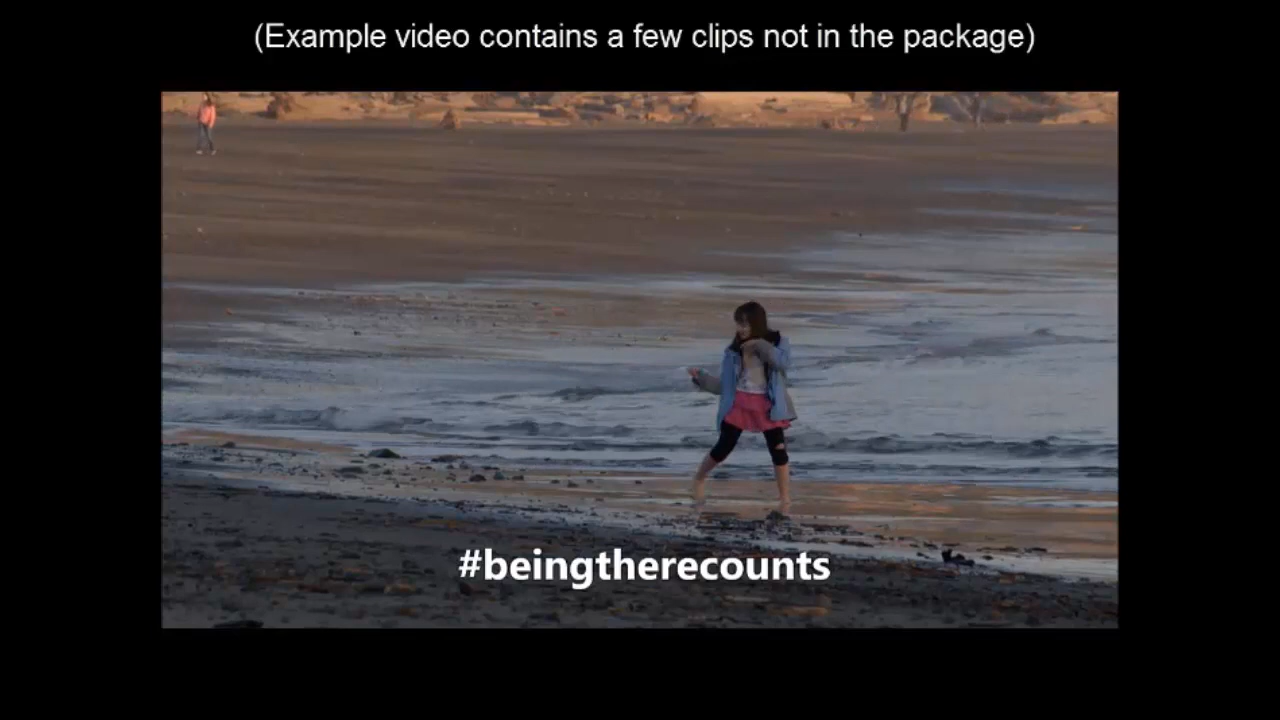 (Example video contains a few clips not in the package)
#beingtherecounts